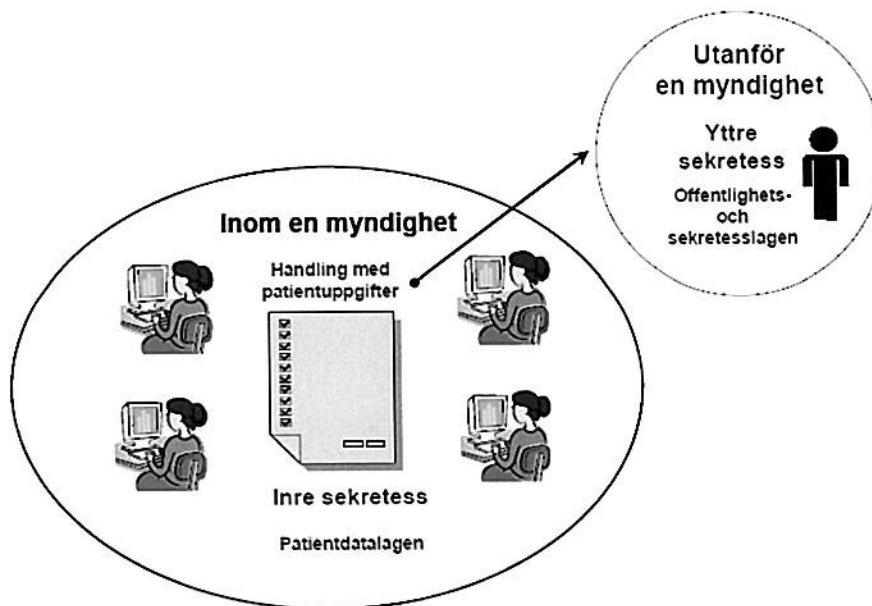 Utanför
en myndighet
Yttre
sekretess
Offentlighets-
och
sekretesslagen
Inom en myndighet
Handling med
patientuppgifter
Inre sekretess
Patientdatalagen